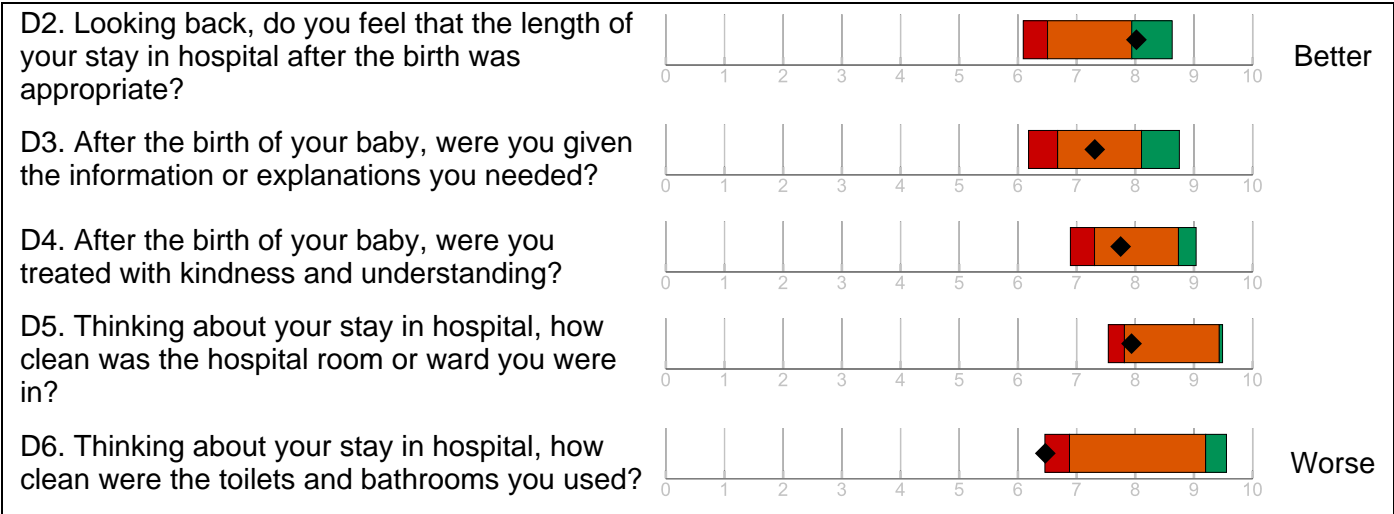 D2. Looking back, do you feel that the length of
your stay in hospital after the birth was
appropriate?
0 1 2 3 4 5 6 7 8 9 10
Better
D3. After the birth of your baby, were you given
the information or explanations you needed?
0 1 2 3 4 5 6 7 8 9 10
D4. After the birth of your baby, were you
treated with kindness and understanding?
0 1 2 3 4 5 6 7 8 9 10
D5. Thinking about your stay in hospital, how
clean was the hospital room or ward you were
in?
0 1 2 3 4 5 6 7 8 9 10
D6. Thinking about your stay in hospital, how
clean were the toilets and bathrooms you used?
0 1 2 3 4 5 6 7 8 9 10
Worse